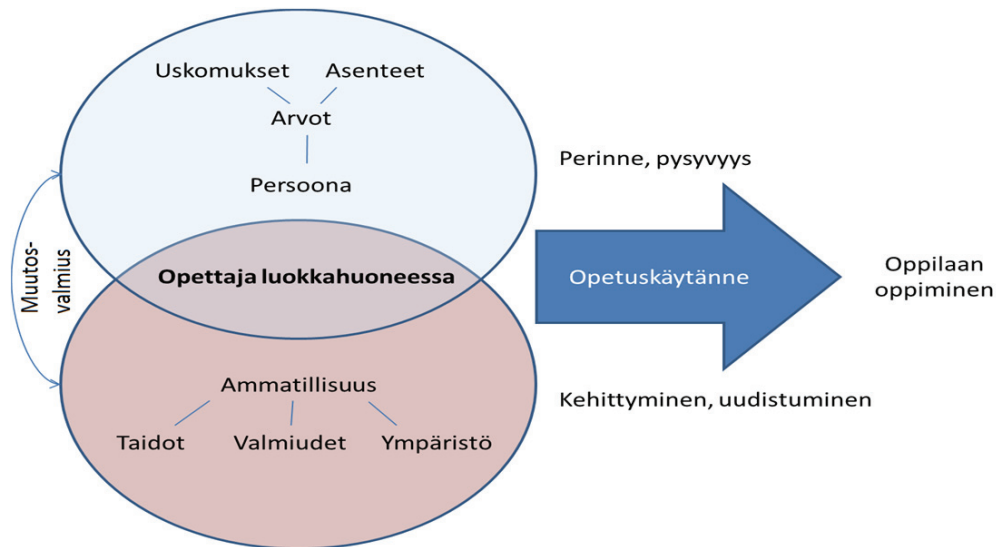 Uskomukset Asenteet
Arvot
Persoona
Muutos-
valmius
Opettaja luokkahuoneessa
Ammatillisuus
Taidot Valmiudet Ympäristö
Perinne, pysyvyys
Opetuskäytänne
Kehittyminen, uudistuminen
Oppilaan
oppiminen